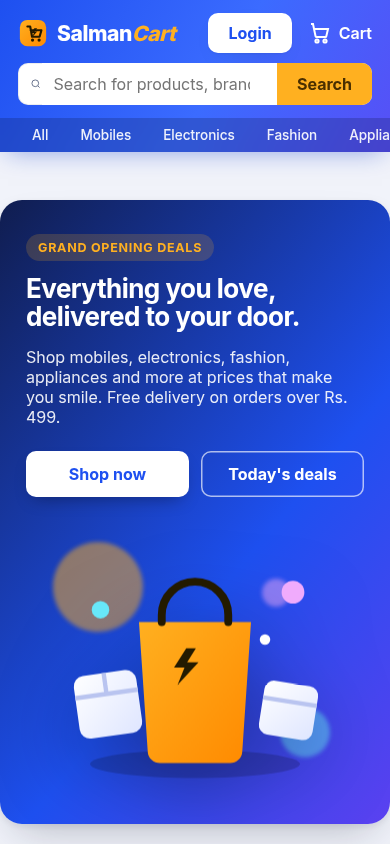 SalmanCart
Login
Cart
Search for products, branc
Search
All
Mobiles
Electronics
Fashion
Applia
GRAND OPENING DEALS
Everything you love,
delivered to your door.
Shop mobiles, electronics, fashion,
appliances and more at prices that make
you smile. Free delivery on orders over Rs.
499.
Shop now
Today's deals